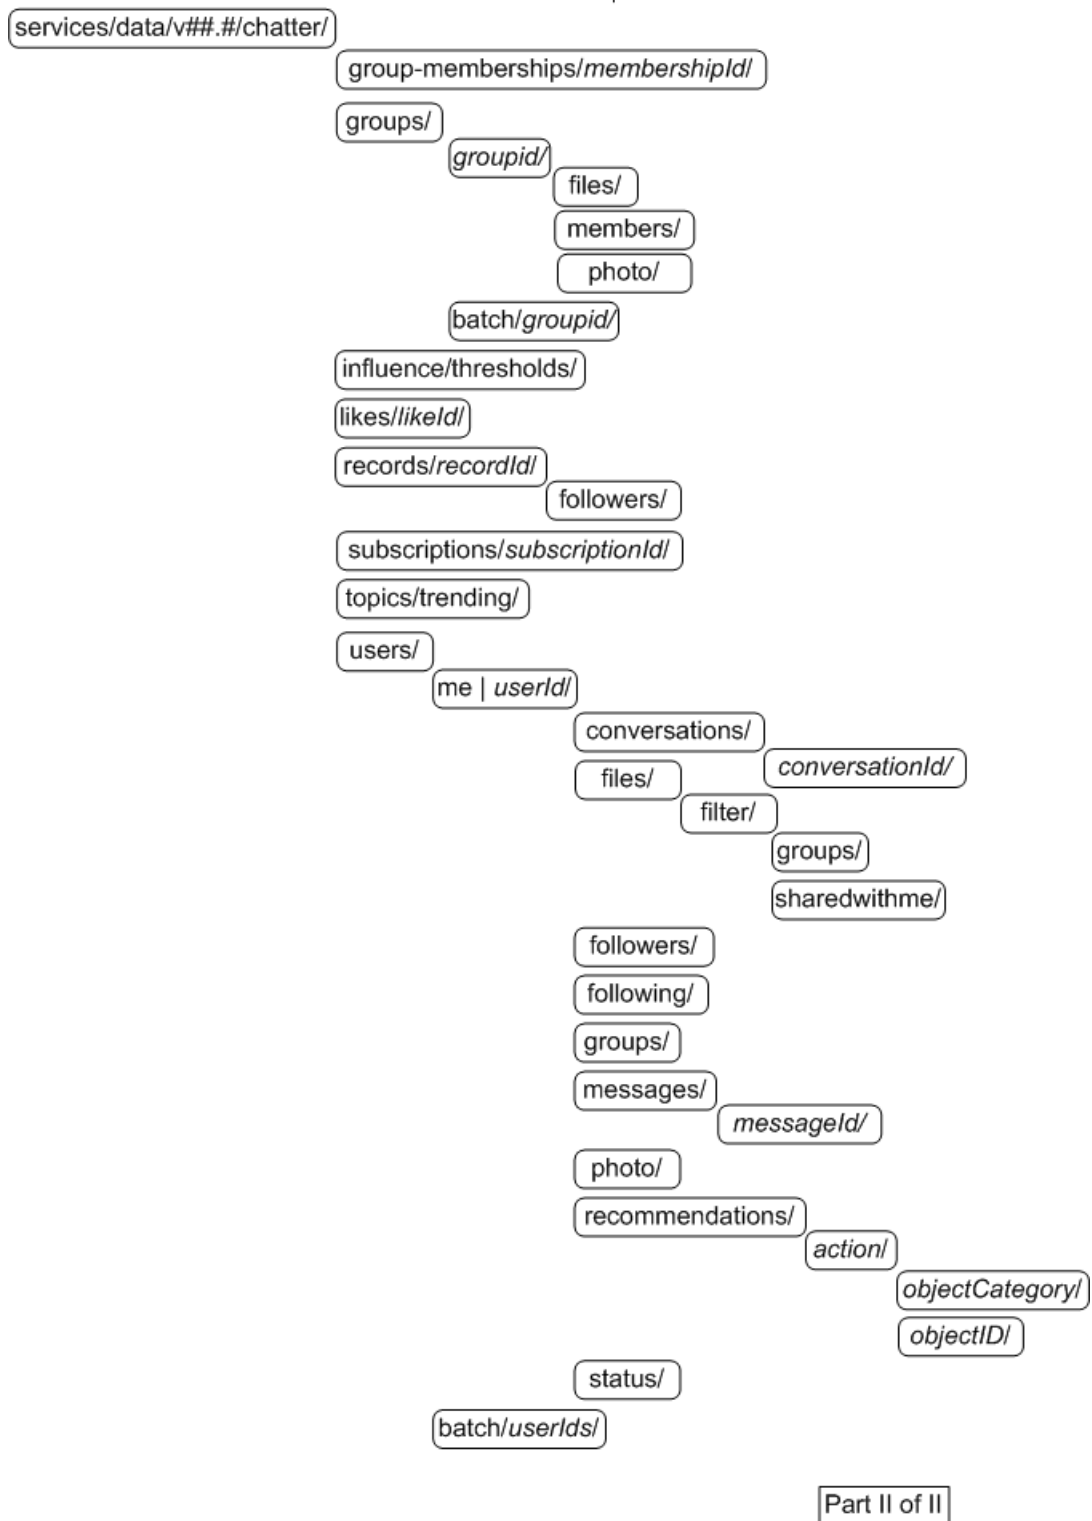 services/data/v##.#/chatter/
group-memberships/membershipId/
groups/
groupid/
files/
members/
photo/
batch/groupid/
influence/thresholds/
likes/likeId/
records/recordId/
followers/
subscriptions/subscriptionId/
topics/trending/
users/
me | userId/
conversations/
conversationId/
files/
filter/
groups/
sharedwithme/
followers/
following/
groups/
messages/
messageId/
photo/
recommendations/
action/
objectCategory/
objectID/
status/
batch/userIds/
Part II of II